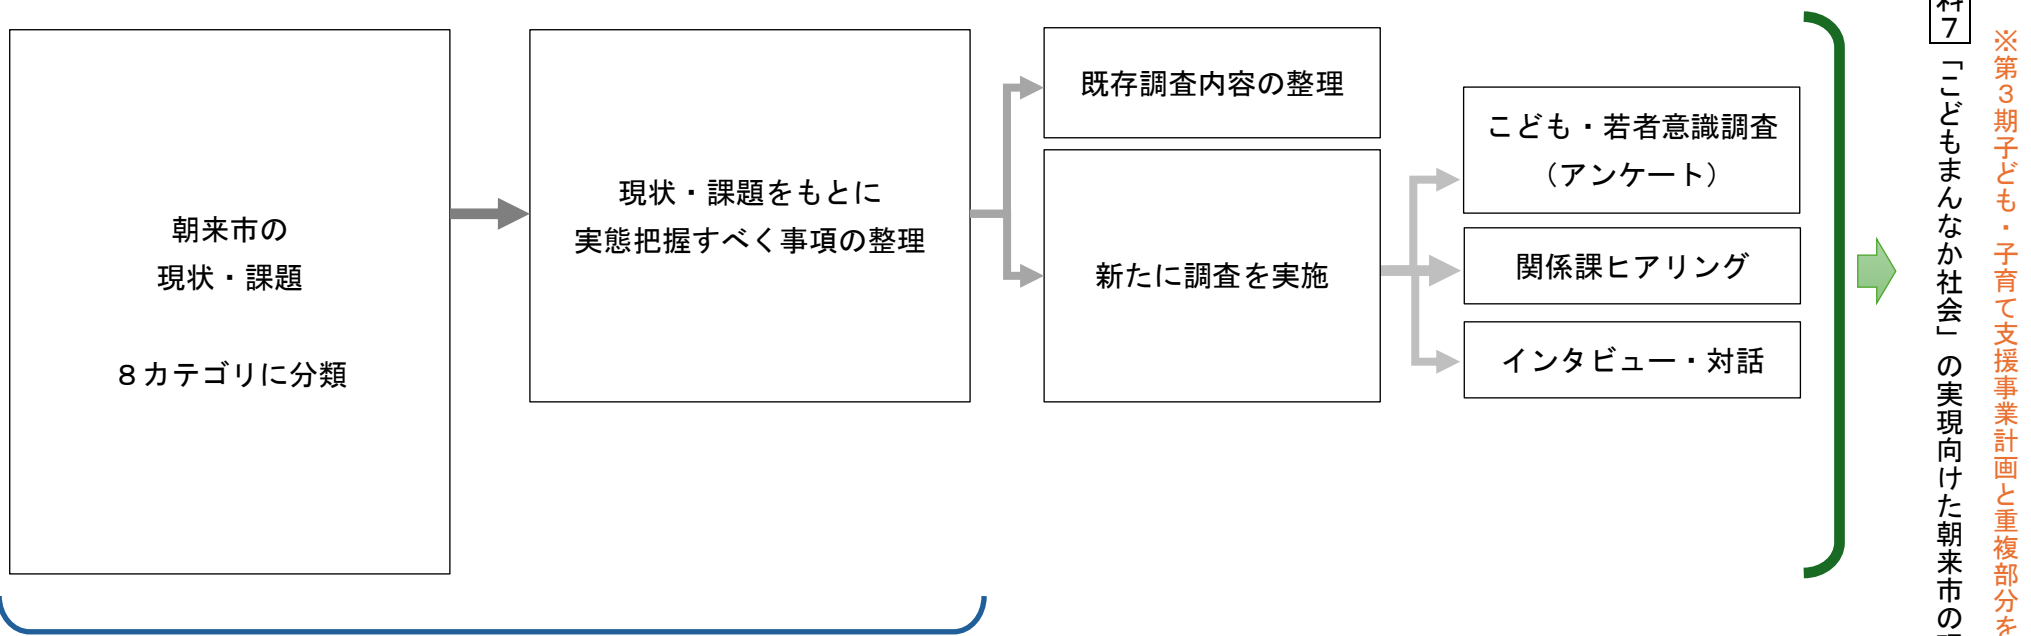 朝来市の
現状・課題
８カテゴリに分類
現状・課題をもとに
実態把握すべく事項の整理
既存調査内容の整理
新たに調査を実施
こども・若者意識調査
（アンケート）
関係課ヒアリング
インタビュー・対話
※第３期子ども・子育て支援事業計画と重複部分を
料７「こどもまんなか社会」の実現向けた朝来市の